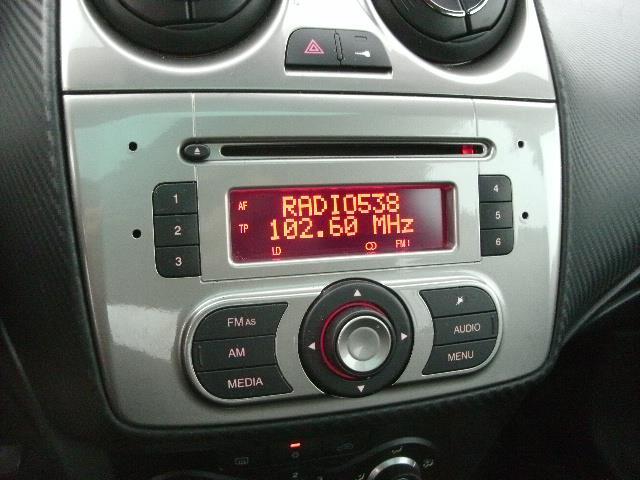 1
2
3
AF
RADIO538
TP
102.60 MHz
LD
FM1
4
5
6
FM AS
AM
MEDIA
AUDIO
MENU